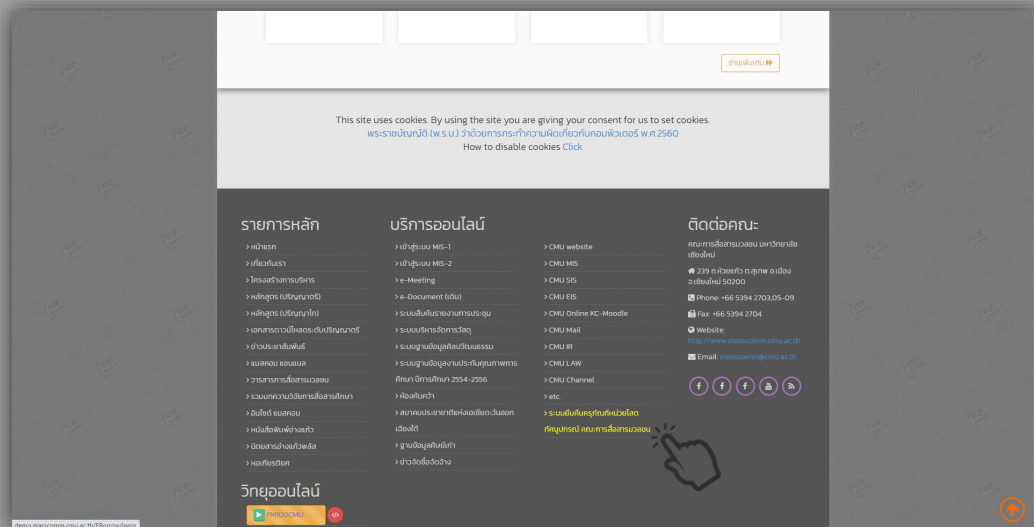 อ่านเพิ่มเติม
This site uses cookies. By using the site you are giving your consent for us to set cookies.
พระราชบัญญัติ (พ.ร.บ.) ว่าด้วยการกระทำความผิดเกี่ยวกับคอมพิวเตอร์ พ.ศ.2560
How to disable cookies Click
รายการหลัก
> หน้าแรก
> เกี่ยวกับเรา
> โครงสร้างการบริหาร
> หลักสูตร (ปริญญาตรี)
> หลักสูตร (ปริญญาโท)
> เอกสารดาวน์โหลดระดับปริญญาตรี
> ข่าวประชาสัมพันธ์
> แมสคอม แชนแนล
> วารสารการสื่อสารมวลชน
> รวมบทความวิจัยการสื่อสารศึกษา
> อินไซด์ แมสคอม
> หนังสือพิมพ์อ่างแก้ว
> นิตยสารอ่างแก้วพลัส
> หอเกียรติยศ
บริการออนไลน์
> เข้าสู่ระบบ MIS-1
> เข้าสู่ระบบ MIS-2
> e-Meeting
> e-Document (เดิม)
> ระบบสืบค้นรายงานการประชุม
> ระบบบริหารจัดการวัสดุ
> ระบบฐานข้อมูลศิลปวัฒนธรรม
> ระบบฐานข้อมูลงานประกันคุณภาพการ
ศึกษา ปีการศึกษา 2554-2556
> ห้องค้นคว้า
> สมาคมประชาชาติแห่งเอเชียตะวันออก
เฉียงใต้
> ฐานข้อมูลศิษย์เก่า
> ข่าวจัดซื้อจัดจ้าง
> CMU website
> CMU MIS
> CMU SIS
> CMU EIS
> CMU Online KC-Moodle
> CMU Mail
> CMU IR
> CMU LAW
> CMU Channel
> etc.
> ระบบยืมคืนครุภัณฑ์หน่วยโสต
ทัศนูปกรณ์ คณะการสื่อสารมวลชน
ติดต่อคณะ
คณะการสื่อสารมวลชน มหาวิทยาลัย
เชียงใหม่
239 ถ.ห้วยแก้ว ต.สุเทพ อ.เมือง
จ.เชียงใหม่ 50200
Phone: +66 5394 2703,05-09
Fax: +66 5394 2704
Website:
http://www.masscomm.cmu.ac.th
Email: masscomm@cmu.ac.th
วิทยุออนไลน์
FM100CMU